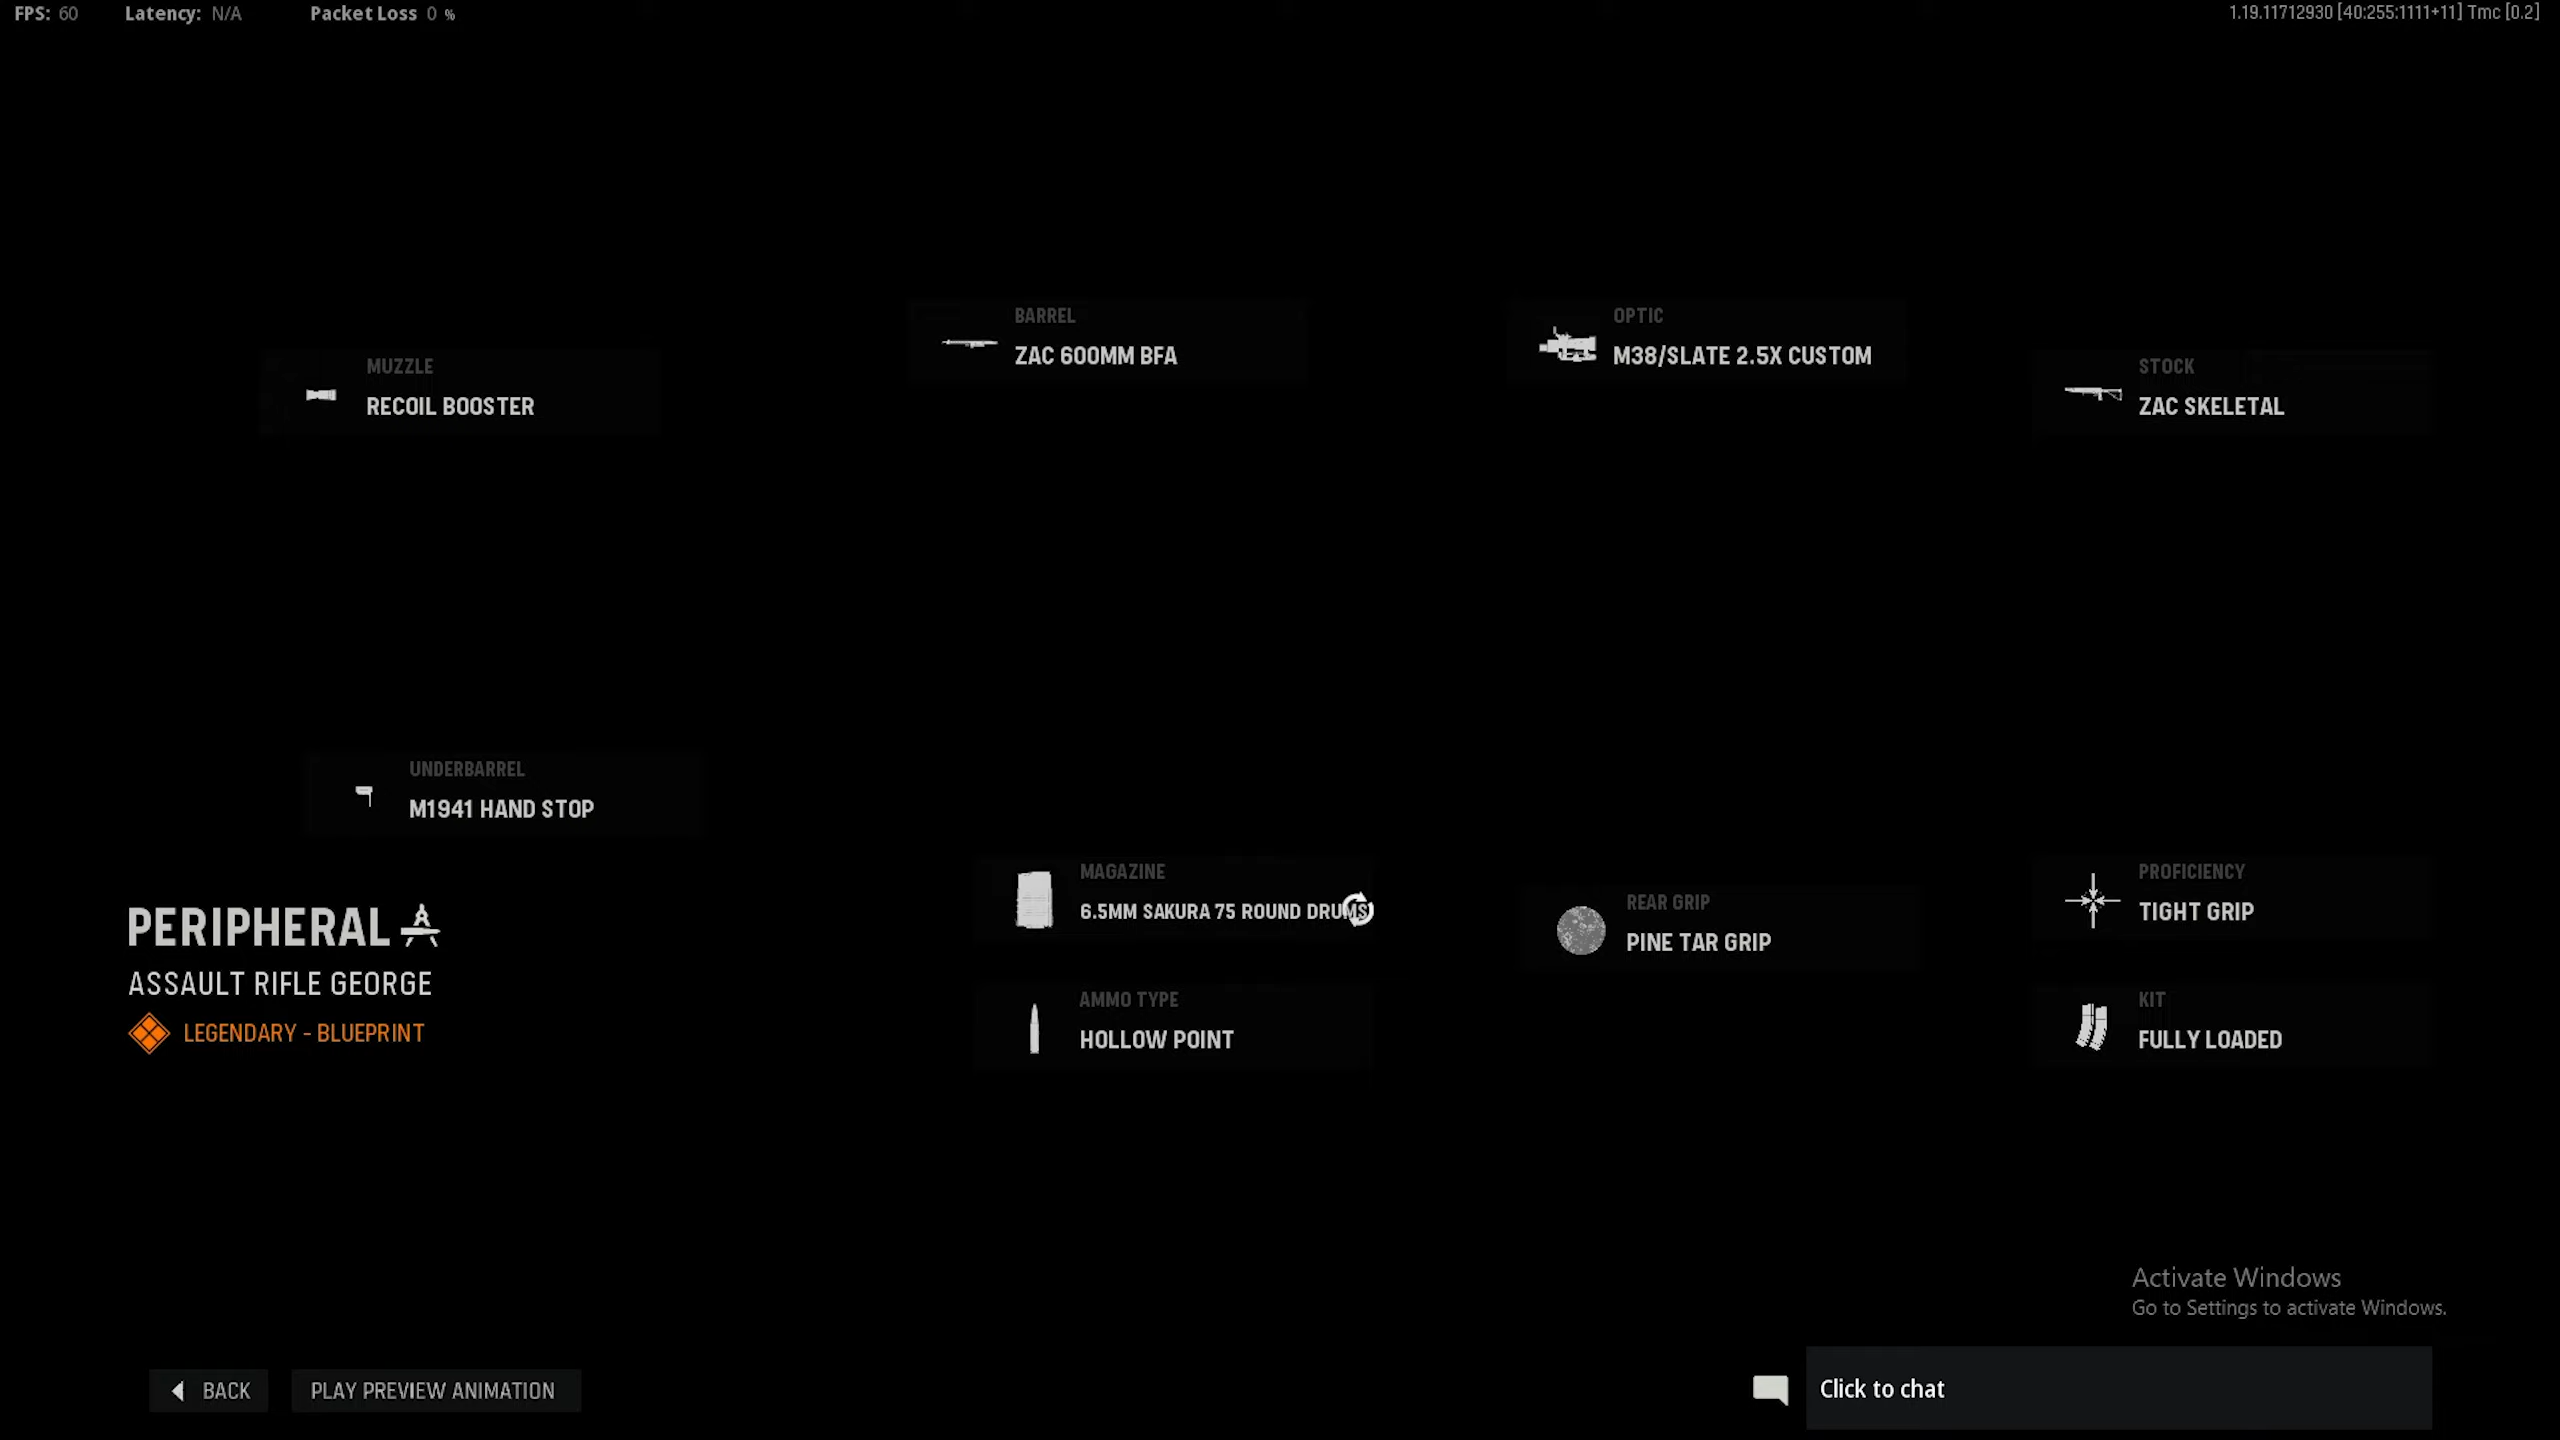 FPS: 60 Latency: N/A Packet Loss 0 %
1.19.11712930 [40:255:1111+11] Tmc [0.2]
BARREL
ZAC 600MM BFA
OPTIC
M38/SLATE 2.5X CUSTOM
MUZZLE
RECOIL BOOSTER
STOCK
ZAC SKELETAL
UNDERBARREL
M1941 HAND STOP
MAGAZINE
6.5MM SAKURA 75 ROUND DRUMS
PROFICIENCY
TIGHT GRIP
REAR GRIP
PINE TAR GRIP
PERIPHERAL
ASSAULT RIFLE GEORGE
LEGENDARY - BLUEPRINT
AMMO TYPE
HOLLOW POINT
KIT
FULLY LOADED
Activate Windows
Go to Settings to activate Windows.
BACK
PLAY PREVIEW ANIMATION
Click to chat